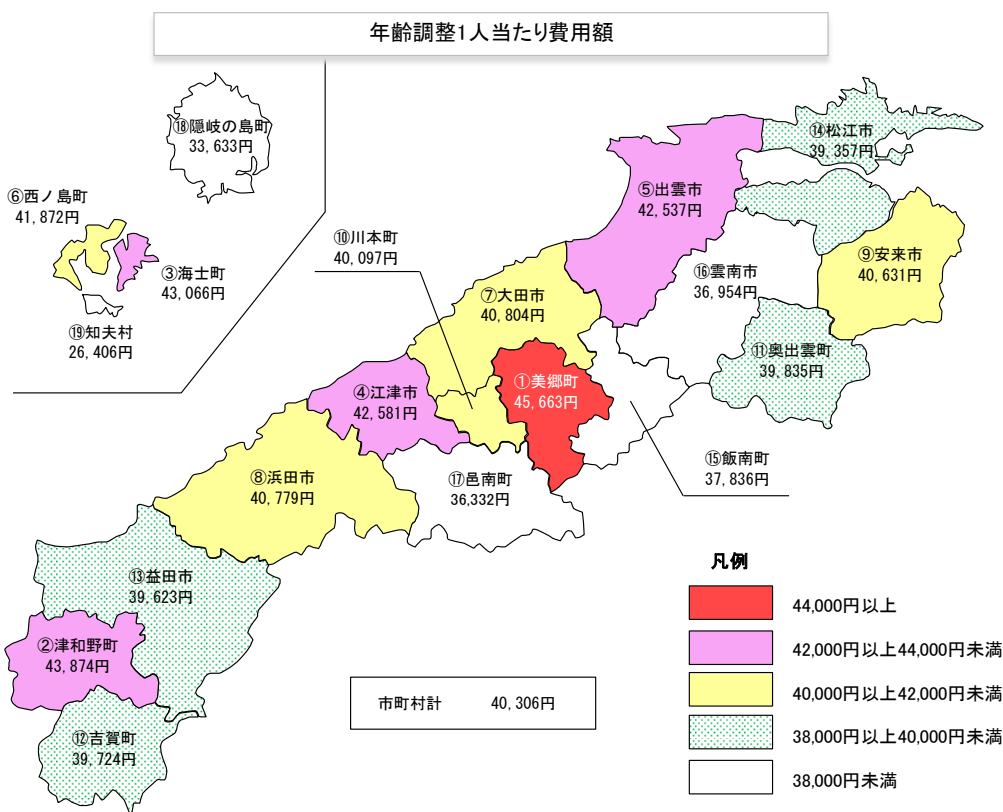 年齢調整1人当たり費用額
⑱隠岐の島町
33,633円
⑥西ノ島町
41,872円
③海士町
43,066円
⑲知夫村
26,406円
⑭松江市
39,357円
⑤出雲市
42,537円
⑩川本町
40,097円
⑨安来市
40,631円
⑯雲南市
36,954円
⑦大田市
40,804円
⑪奥出雲町
39,835円
①美郷町
45,663円
④江津市
42,581円
⑮飯南町
37,836円
⑧浜田市
40,779円
⑰邑南町
36,332円
⑬益田市
39,623円
②津和野町
43,874円
⑫吉賀町
39,724円
市町村計 40,306円
凡例
44,000円以上
42,000円以上44,000円未満
40,000円以上42,000円未満
38,000円以上40,000円未満
38,000円未満